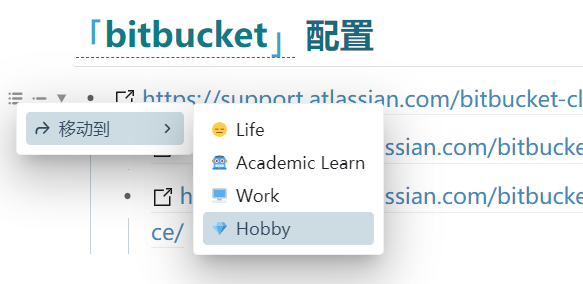 「bitbucket」 配置
https://support.atlassian.com/bitbucket-cl
移动到
Life
Academic Learn
ssian.com/bitbucke
Work
h ssian.com/bitbucke
Hobby
ce/